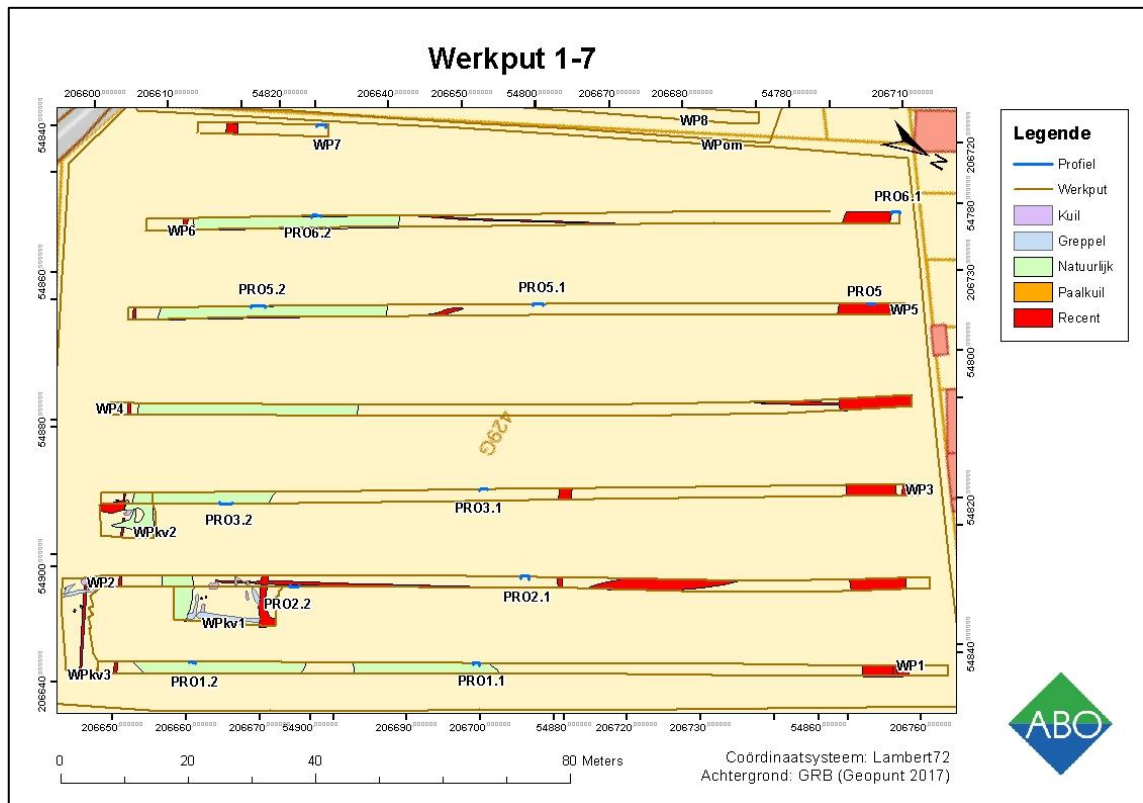 Werkput 1-7
206600 206610 54820 206640 206650 54800 206670 206680 54780 206710
WP8
WP7
WPom
54840
206720
N
PRO6.1
WP6
PRO6.2
54780
206730
54860
PRO5.2
PRO5.1
PRO5
WP5
54800
WP4
429G
54880
WP3
PRO3.2
PRO3.1
WPkv2
54820
54900
WP2
PRO2.2
PRO2.1
WPkv1
54840
WPkv3
PRO1.2
PRO1.1
WP1
206640
206650 206660 206670 54900 206690 206700 54880 206720 206730 54860 206760
0 20 40 80 Meters
Coördinaatsysteem: Lambert72
Achtergrond: GRB (Geopunt 2017)
Legende
Profiel
Werkput
Kuil
Greppel
Natuurlijk
Paalkuil
Recent
ABO